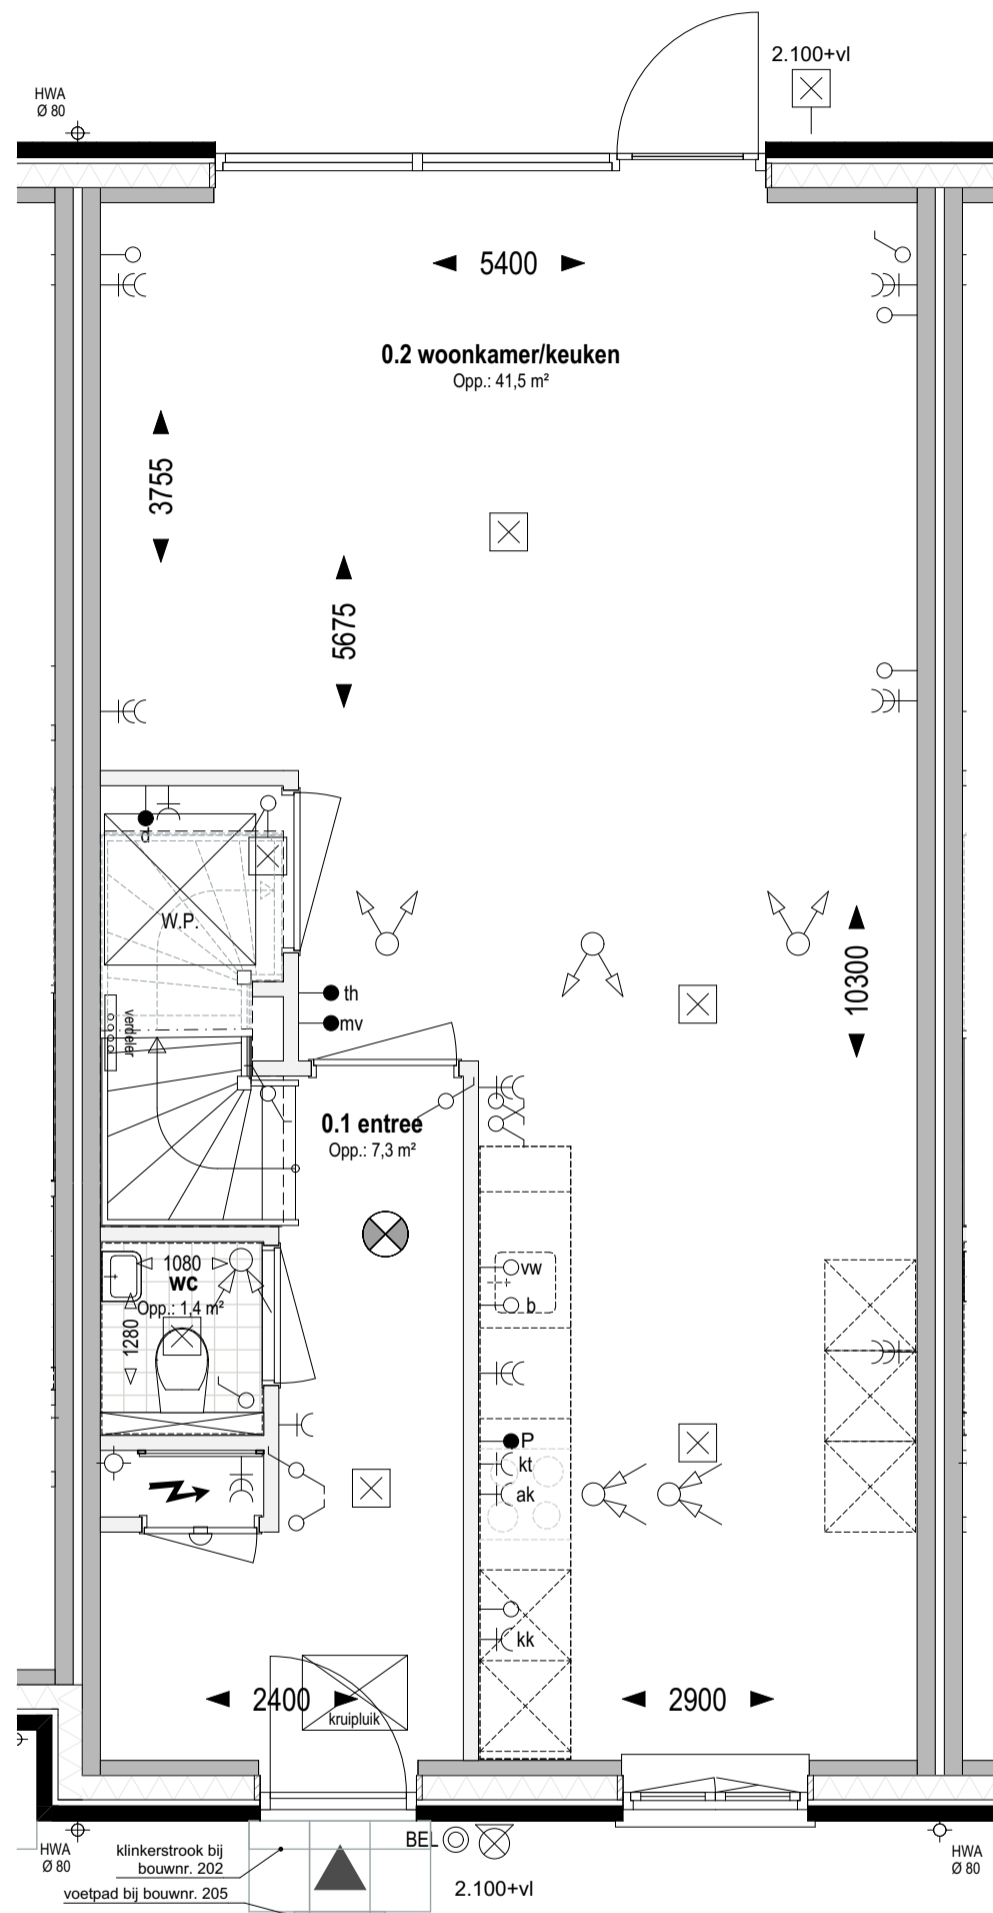 2.100+vl
HWA
Ø 80
5400
0.2 woonkamer/keuken
Opp.: 41,5 m²
3755
5675
d
W.P.
10300
th
mv
verdeler
0.1 entree
Opp.: 7,3 m²
1080
wc
Opp.: 1,4 m²
1280
vw
b
P
kt
ak
kk
2400
kruipluik
2900
BEL
HWA
Ø 80
klinkerstrook bij
bouwnr. 202
voetpad bij bouwnr. 205
2.100+vl
HWA
Ø 80